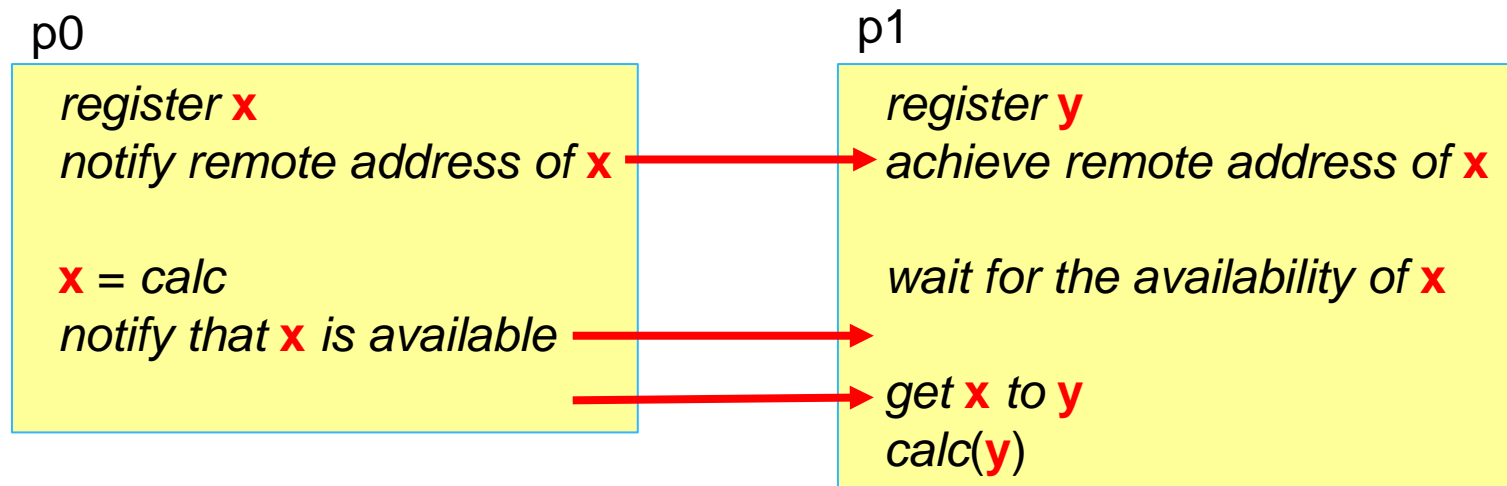 p0
register x
notify remote address of x
x = calc
notify that x is available
p1
register y
achieve remote address of x
wait for the availability of x
get x to y
calc(y)